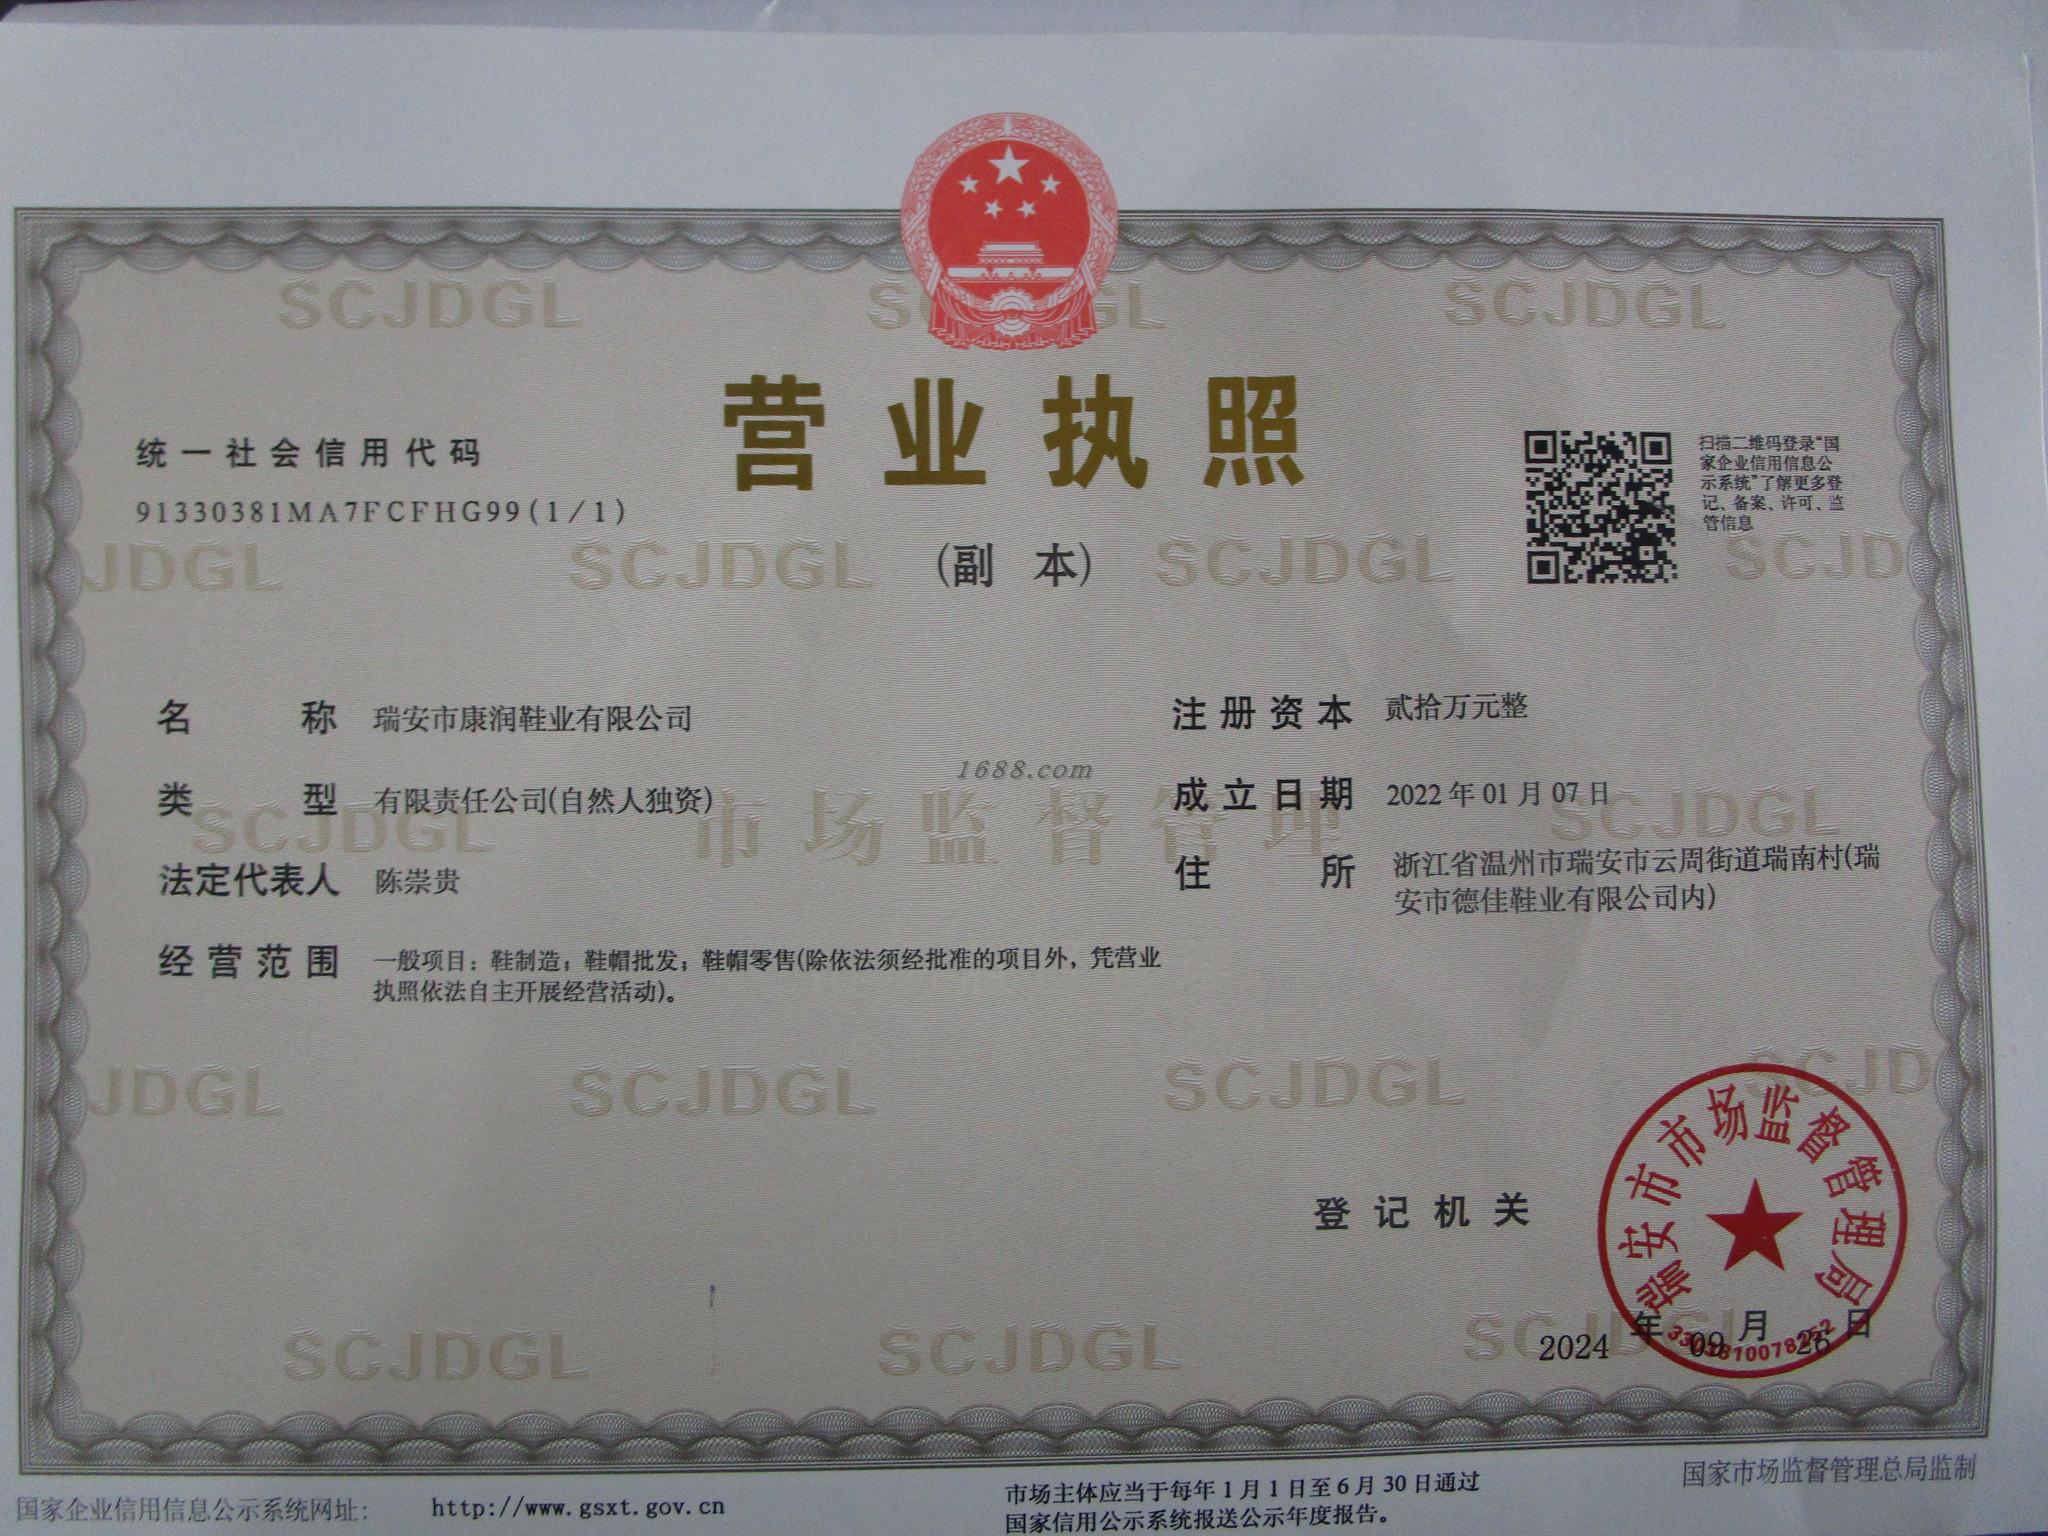 营业执照
(副 本)
统一社会信用代码
91330381MA7FCFHG99(1/1)
扫描二维码登录“国
家企业信用信息公
示系统”了解更多登
记、备案、许可、监
管信息
名 称 瑞安市康润鞋业有限公司
类 型 有限责任公司(自然人独资)
法定代表人 陈崇贵
经营范围 一般项目：鞋制造；鞋帽批发；鞋帽零售(除依法须经批准的项目外，凭营业
执照依法自主开展经营活动)。
注册资本 贰拾万元整
成立日期 2022年01月07日
住 所 浙江省温州市瑞安市云周街道瑞南村(瑞
安市德佳鞋业有限公司内)
1688.com
市场监督管理
SCJDGL
登记机关
瑞安市市场监督管理局
2024年09月26日
国家企业信用信息公示系统网址：
http://www.gsxt.gov.cn
市场主体应当于每年1月1日至6月30日通过
国家信用公示系统报送公示年度报告。
国家市场监督管理总局监制